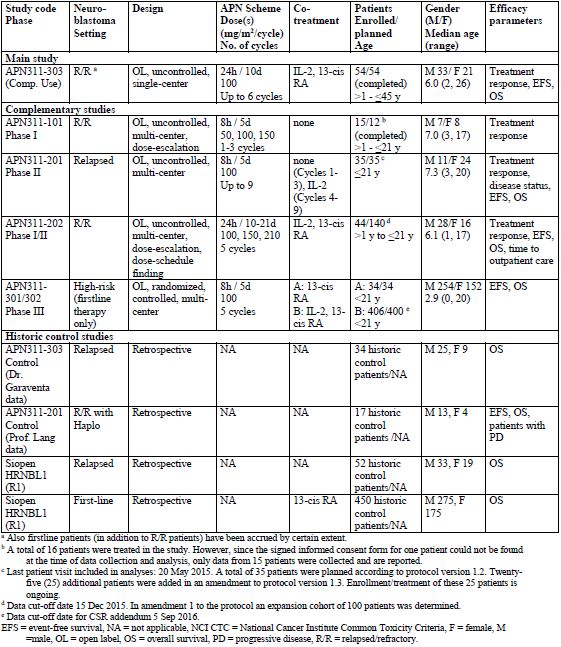 Study code Phase | Neuro-blastoma Setting | Design | APN Scheme Dose(s) (mg/m²/cycle) No. of cycles | Co-treatment | Patients Enrolled/planned Age | Gender (M/F) Median age (range) | Efficacy parameters
Main study
APN311-303 (Comp. Use) | R/R ᵃ | OL, uncontrolled, single-center | 24h / 10d 100 Up to 6 cycles | IL-2, 13-cis RA | 54/54 (completed) >1 - ≤45 y | M 33/ F 21 6.0 (2, 26) | Treatment response, EFS, OS
Complementary studies
APN311-101 Phase I | R/R | OL, uncontrolled, multi-center, dose-escalation | 8h / 5d 50, 100, 150 1-3 cycles | none | 15/12 ᵇ (completed) >1 - ≤21 y | M 7/F 8 7.0 (3, 17) | Treatment response
APN311-201 Phase II | Relapsed | OL, uncontrolled, multi-center | 8h / 5d 100 Up to 9 | none (Cycles 1-3), IL-2 (Cycles 4-9) | 35/35 ᶜ ≤21 y | M 11/F 24 7.3 (3, 20) | Treatment response, disease status, EFS, OS
APN311-202 Phase I/II | R/R | OL, uncontrolled, multi-center, dose-escalation, dose-schedule finding | 24h / 10-21d 100, 150, 210 5 cycles | IL-2, 13-cis RA | 44/140 ᵈ >1 y to ≤21 y | M 28/F 16 6.1 (1, 17) | Treatment response, EFS, OS, time to outpatient care
APN311-301/302 Phase III | High-risk (firstline therapy only) | OL, randomized, controlled, multi-center | 8h / 5d 100 5 cycles | A: 13-cis RA B: IL-2, 13-cis RA | A: 34/34 <21 y B: 406/400 ᵉ <21 y | M 254/F 152 2.9 (0, 20) | EFS, OS
Historic control studies
APN311-303 Control (Dr. Garaventa data) | Relapsed | Retrospective | NA | NA | 34 historic control patients/NA | M 25, F 9 | OS
APN311-201 Control (Prof. Lang data) | R/R with Haplo | Retrospective | NA | NA | 17 historic control patients /NA | M 13, F 4 | EFS, OS, patients with PD
Siopen HRNBL1 (R1) | Relapsed | Retrospective | NA | NA | 52 historic control patients/NA | M 33, F 19 | OS
Siopen HRNBL1 (R1) | First-line | Retrospective | NA | 13-cis RA | 450 historic control patients/NA | M 275, F 175 | OS
ᵃ Also firstline patients (in addition to R/R patients) have been accrued by certain extent.
ᵇ A total of 16 patients were treated in the study. However, since the signed informed consent form for one patient could not be found
at the time of data collection and analysis, only data from 15 patients were collected and are reported.
ᶜ Last patient visit included in analyses: 20 May 2015. A total of 35 patients were planned according to protocol version 1.2. Twenty-
five (25) additional patients were added in an amendment to protocol version 1.3. Enrollment/treatment of these 25 patients is
ongoing.
ᵈ Data cut-off date 15 Dec 2015. In amendment 1 to the protocol an expansion cohort of 100 patients was determined.
ᵉ Data cut-off date for CSR addendum 5 Sep 2016.
EFS = event-free survival, NA = not applicable, NCI CTC = National Cancer Institute Common Toxicity Criteria, F = female, M
=male, OL = open label, OS = overall survival, PD = progressive disease, R/R = relapsed/refractory.